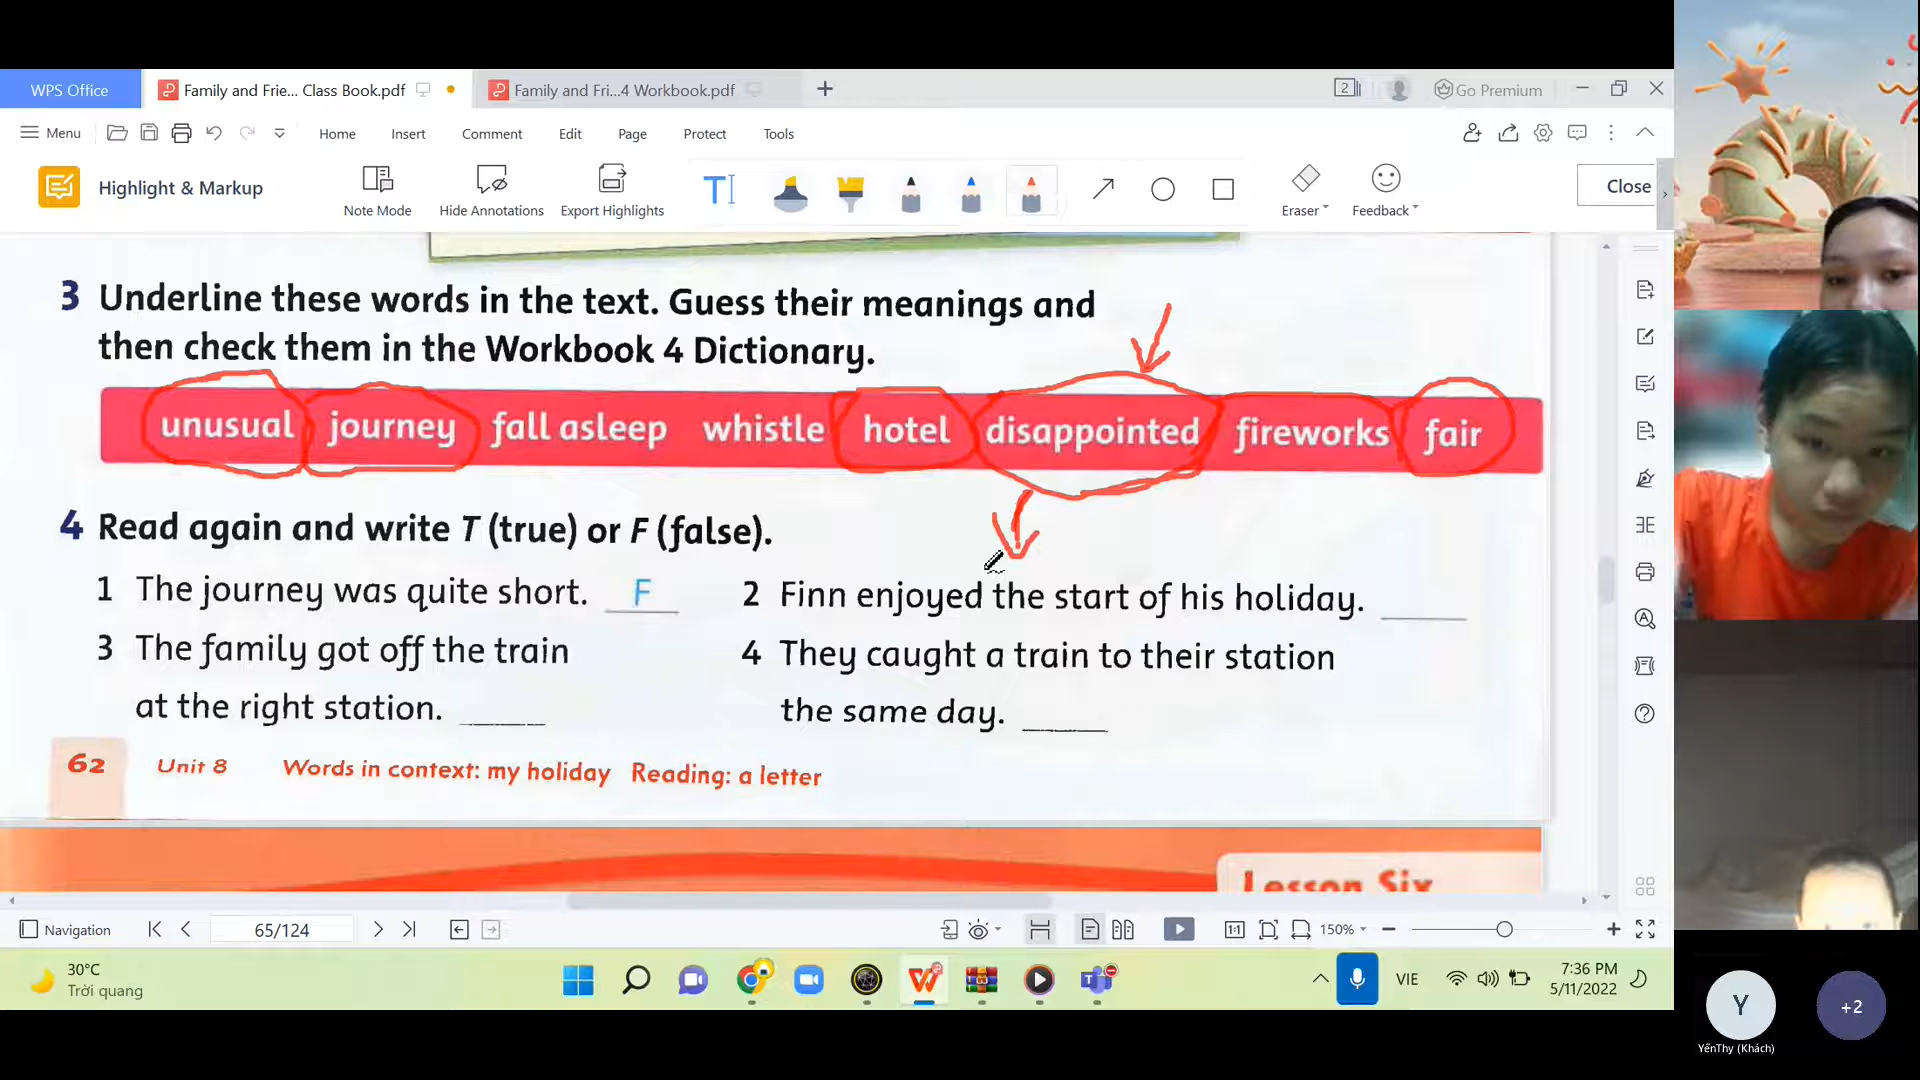 WPS Office
Family and Frie... Class Book.pdf
Family and Fri...4 Workbook.pdf
2
Go Premium
Menu
Home
Insert
Comment
Edit
Page
Protect
Tools
Highlight & Markup
Note Mode
Hide Annotations
Export Highlights
Eraser
Feedback
Close
3 Underline these words in the text. Guess their meanings and
then check them in the Workbook 4 Dictionary.
unusual journey fall asleep whistle hotel disappointed fireworks fair
4 Read again and write T (true) or F (false).
1 The journey was quite short. F
2 Finn enjoyed the start of his holiday.
3 The family got off the train
at the right station.
4 They caught a train to their station
the same day.
62 Unit 8 Words in context: my holiday Reading: a letter
Lesson Six
Navigation
65/124
1:1
150%
30°C
Trời quang
VIE
7:36 PM
5/11/2022
Y
+2
YếnThy (Khách)